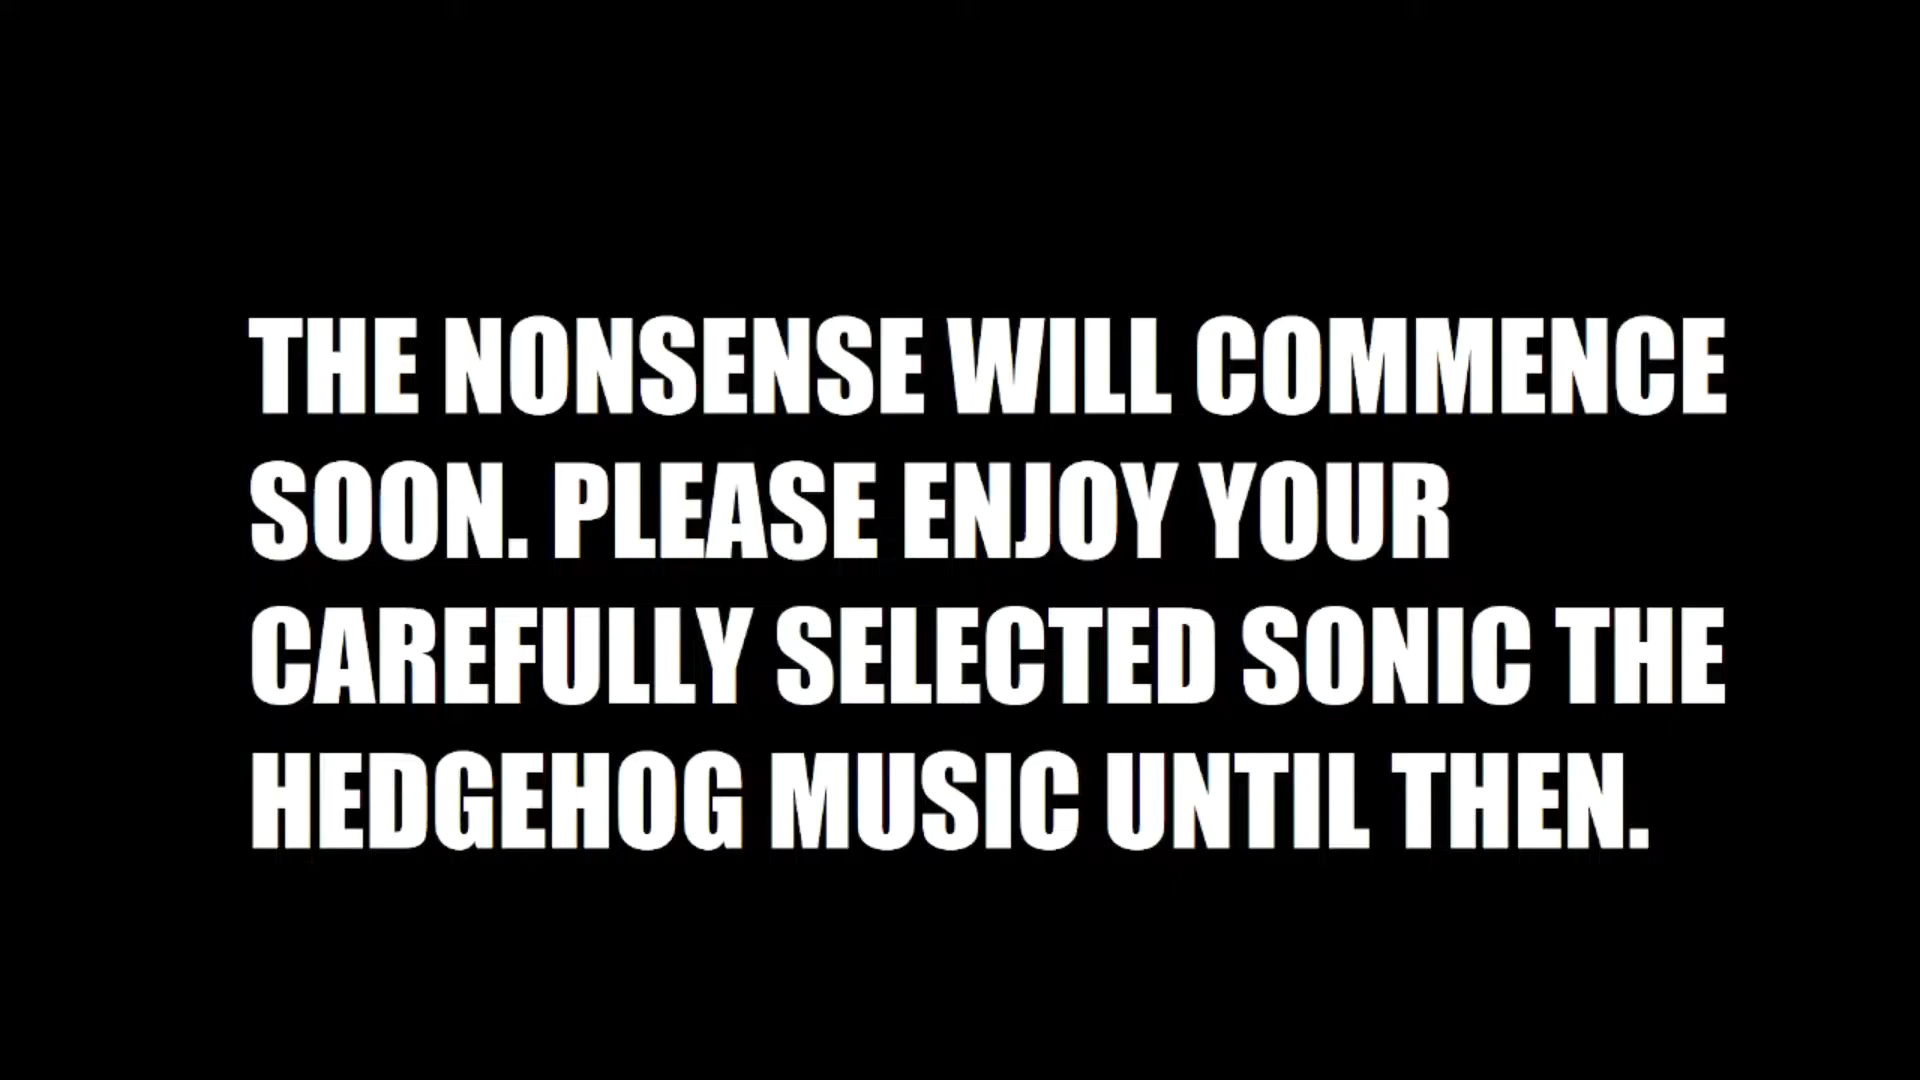 THE NONSENSE WILL COMMENCE
SOON. PLEASE ENJOY YOUR
CAREFULLY SELECTED SONIC THE
HEDGEHOG MUSIC UNTIL THEN.